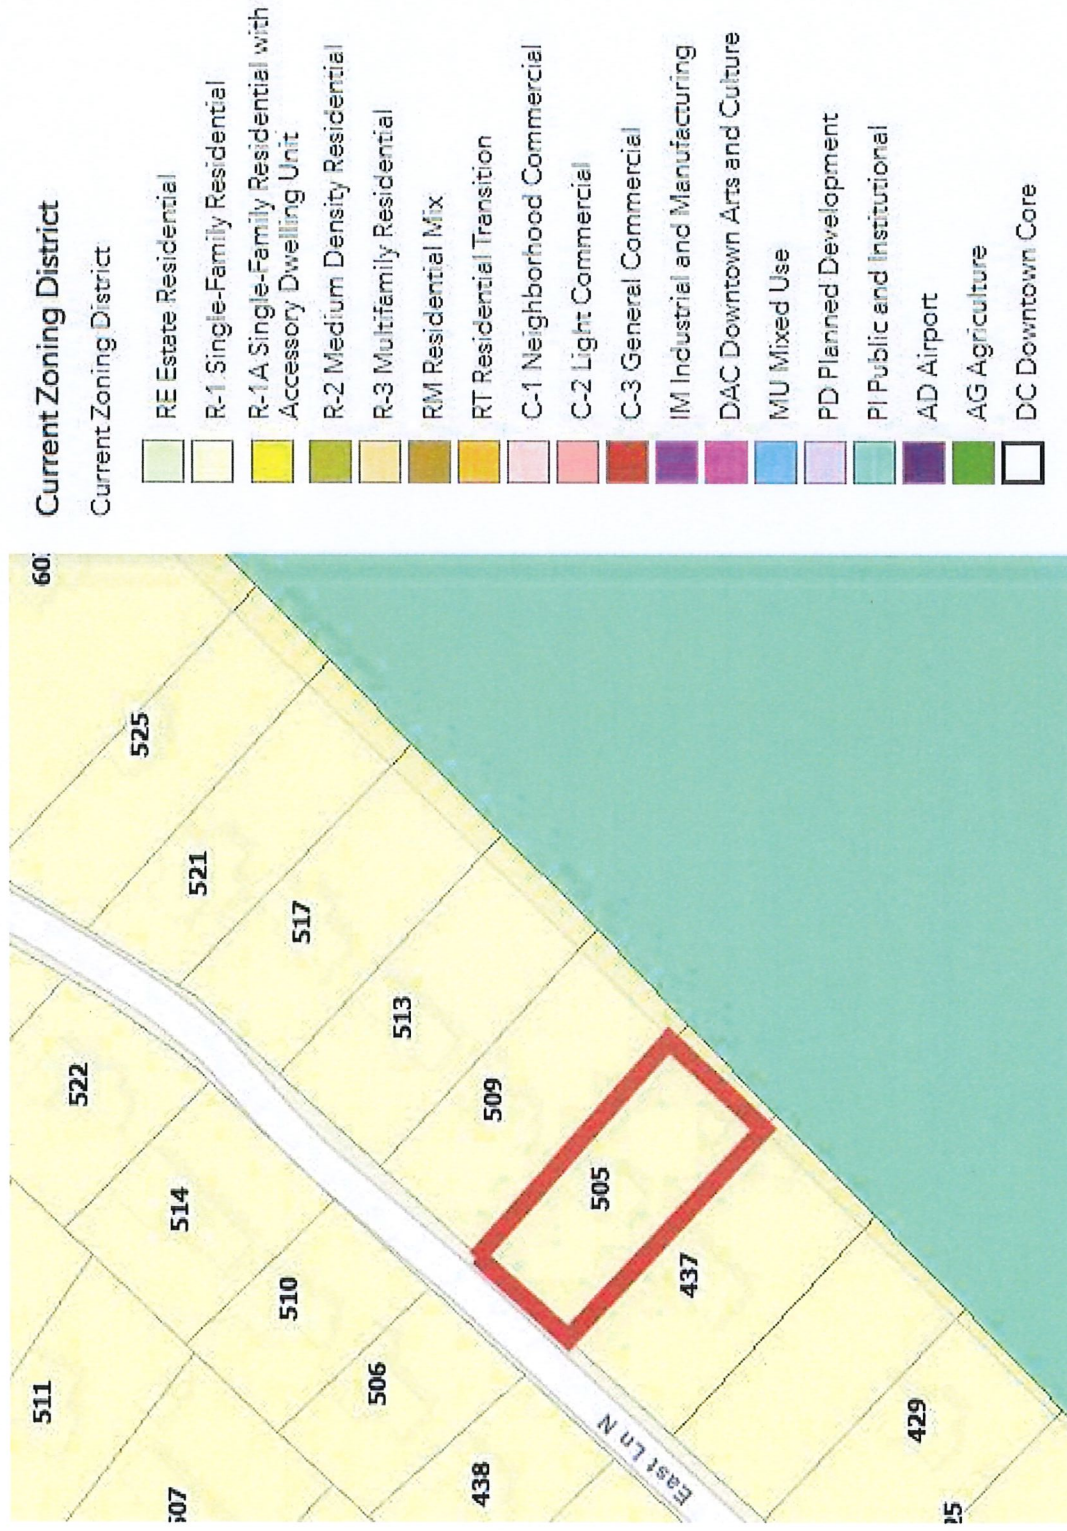 Current Zoning District
Current Zoning District
RE Estate Residential
R-1 Single-Family Residential
R-1A Single-Family Residential with
Accessory Dwelling Unit
R-2 Medium Density Residential
R-3 Multifamily Residential
RM Residential Mix
RT Residential Transition
C-1 Neighborhood Commercial
C-2 Light Commercial
C-3 General Commercial
IM Industrial and Manufacturing
DAC Downtown Arts and Culture
MU Mixed Use
PD Planned Development
PI Public and Institutional
AD Airport
AG Agriculture
DC Downtown Core
511
522
525
507
514
521
510
517
506
513
438
509
East Ln N
505
437
429